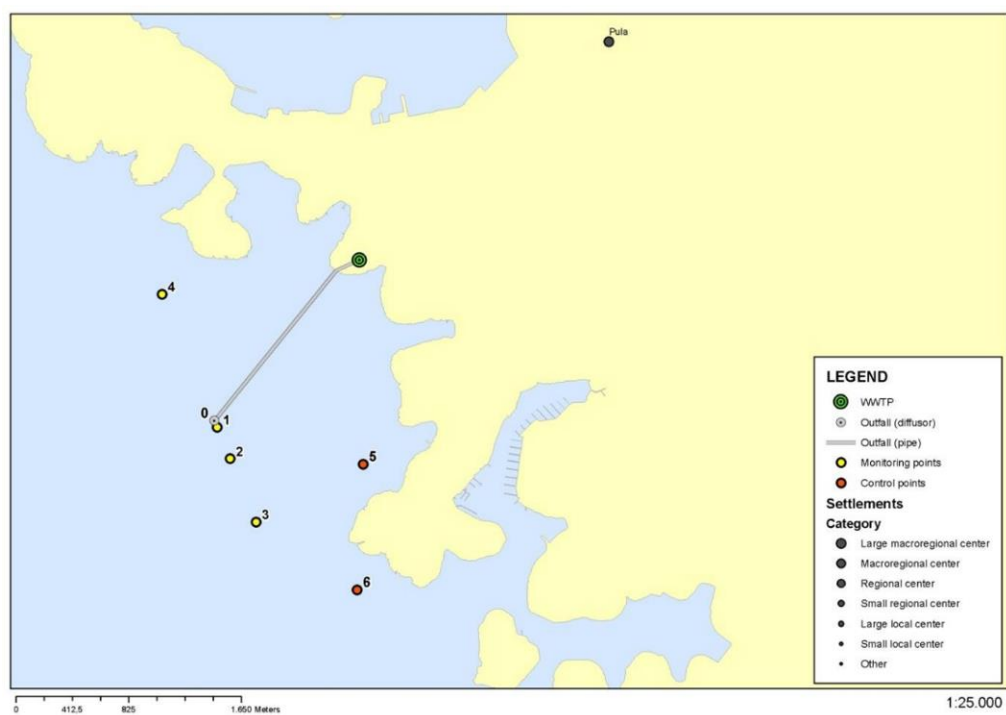 Pula
4
0
1
2
5
3
6
LEGEND
WWTP
Outfall (diffusor)
Outfall (pipe)
Monitoring points
Control points
Settlements
Category
Large macroregional center
Macroregional center
Regional center
Small regional center
Large local center
Small local center
Other
0 412,5 825 1.650 Meters
1:25.000